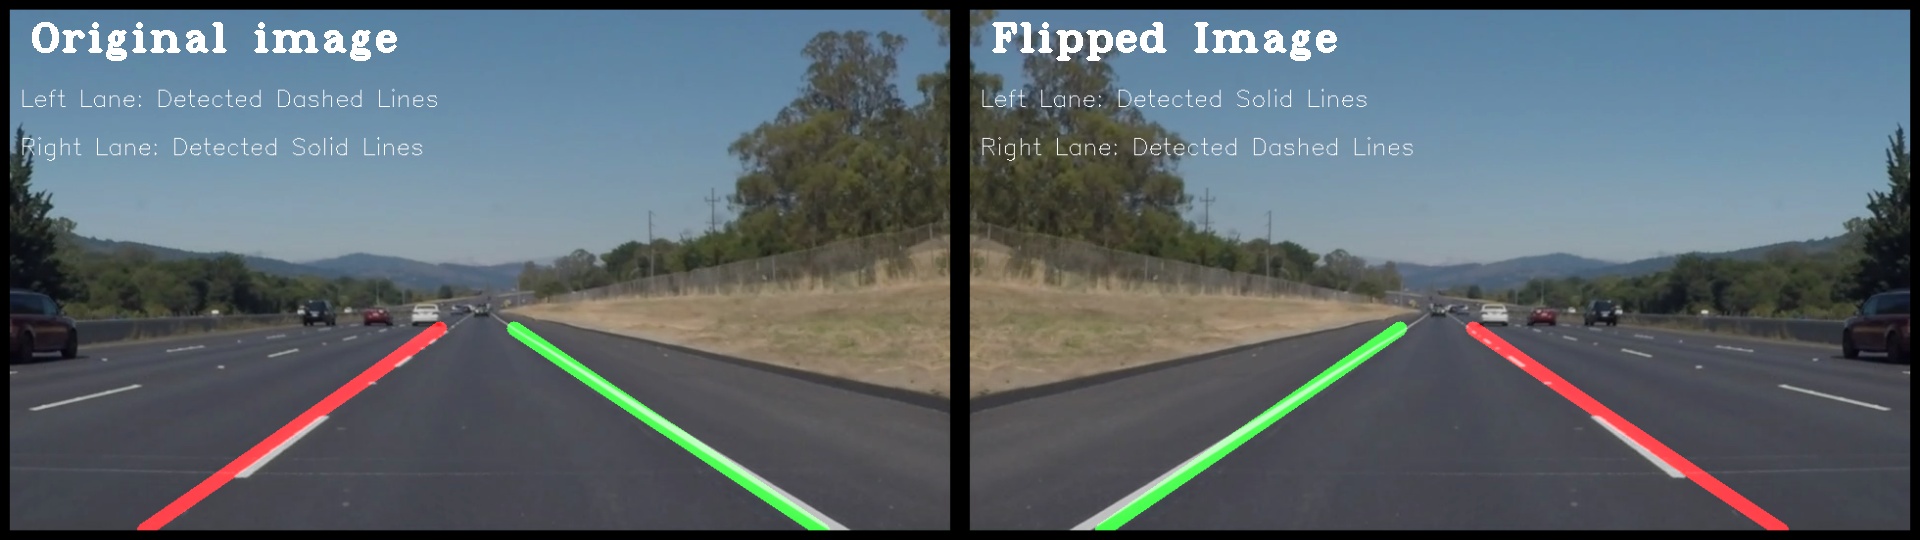 Original image
Left Lane: Detected Dashed Lines
Right Lane: Detected Solid Lines
Flipped Image
Left Lane: Detected Solid Lines
Right Lane: Detected Dashed Lines